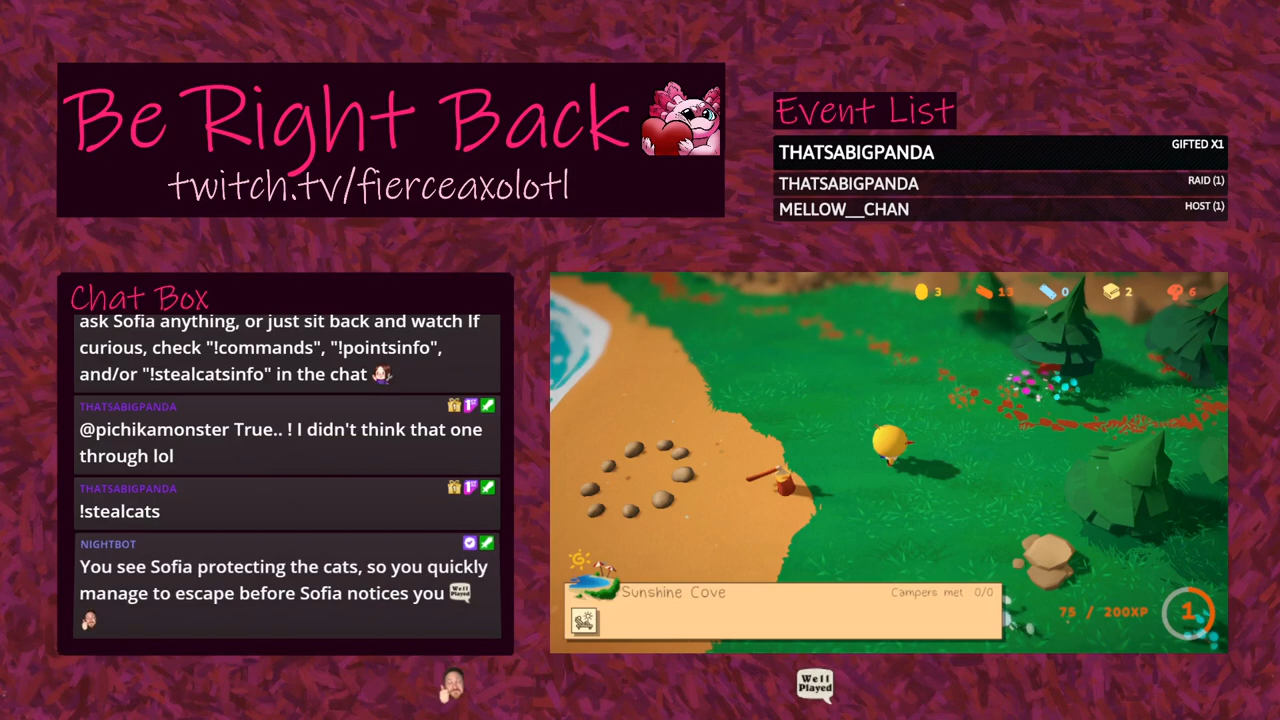 Be Right Back
twitch.tv/fierceaxolotl
Event List
THATSABIGPANDA GIFTED X1
THATSABIGPANDA RAID (1)
MELLOW__CHAN HOST (1)
Chat Box
ask Sofia anything, or just sit back and watch If
curious, check "!commands", "!pointsinfo",
and/or "!stealcatsinfo" in the chat
THATSABIGPANDA
@pichikamonster True.. ! I didn't think that one
through lol
THATSABIGPANDA
!stealcats
NIGHTBOT
You see Sofia protecting the cats, so you quickly
manage to escape before Sofia notices you
Well
Played
3 13 0 2 6
Sunshine Cove Campers met 0/0
75 / 200XP 1
Well
Played